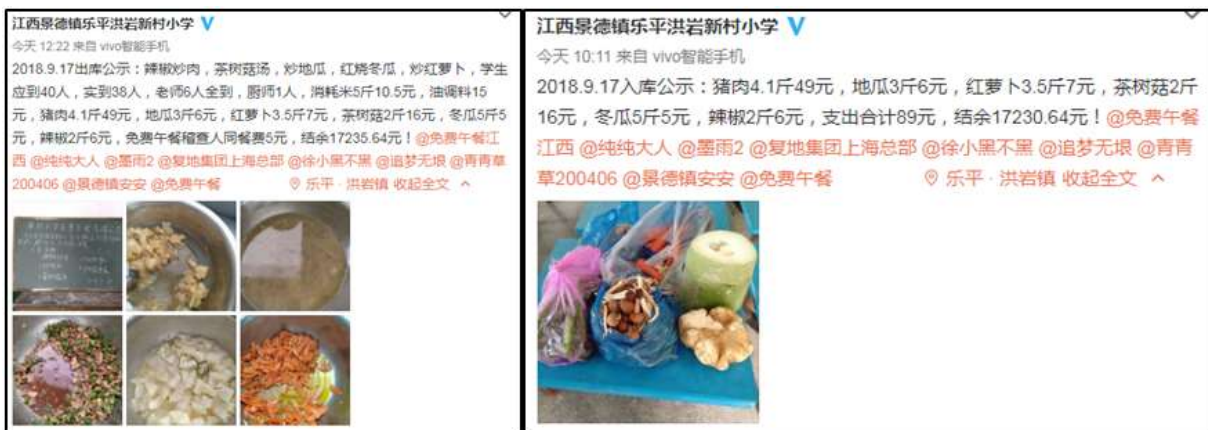 江西景德镇乐平洪岩新村小学
今天 12:22 来自 vivo智能手机
2018.9.17出库公示：辣椒炒肉，茶树菇汤，炒地瓜，红烧冬瓜，炒红萝卜，学生
应到40人，实到38人，老师6人全到，厨师1人，消耗米5斤10.5元，油调料15
元，猪肉4.1斤49元，地瓜3斤6元，红萝卜3.5斤7元，茶树菇2斤16元，冬瓜5斤5
元，辣椒2斤6元，免费午餐稽查人同餐费5元，结余17235.64元！@免费午餐江
西 @纯纯大人 @墨雨2 @复地集团上海总部 @徐小黑不黑 @追梦无垠 @青青草
200406 @景德镇安安 @免费午餐 乐平·洪岩镇 收起全文
江西景德镇乐平洪岩新村小学
今天 10:11 来自 vivo智能手机
2018.9.17入库公示：猪肉4.1斤49元，地瓜3斤6元，红萝卜3.5斤7元，茶树菇2斤
16元，冬瓜5斤5元，辣椒2斤6元，支出合计89元，结余17230.64元！@免费午餐
江西 @纯纯大人 @墨雨2 @复地集团上海总部 @徐小黑不黑 @追梦无垠 @青青
草200406 @景德镇安安 @免费午餐 乐平·洪岩镇 收起全文